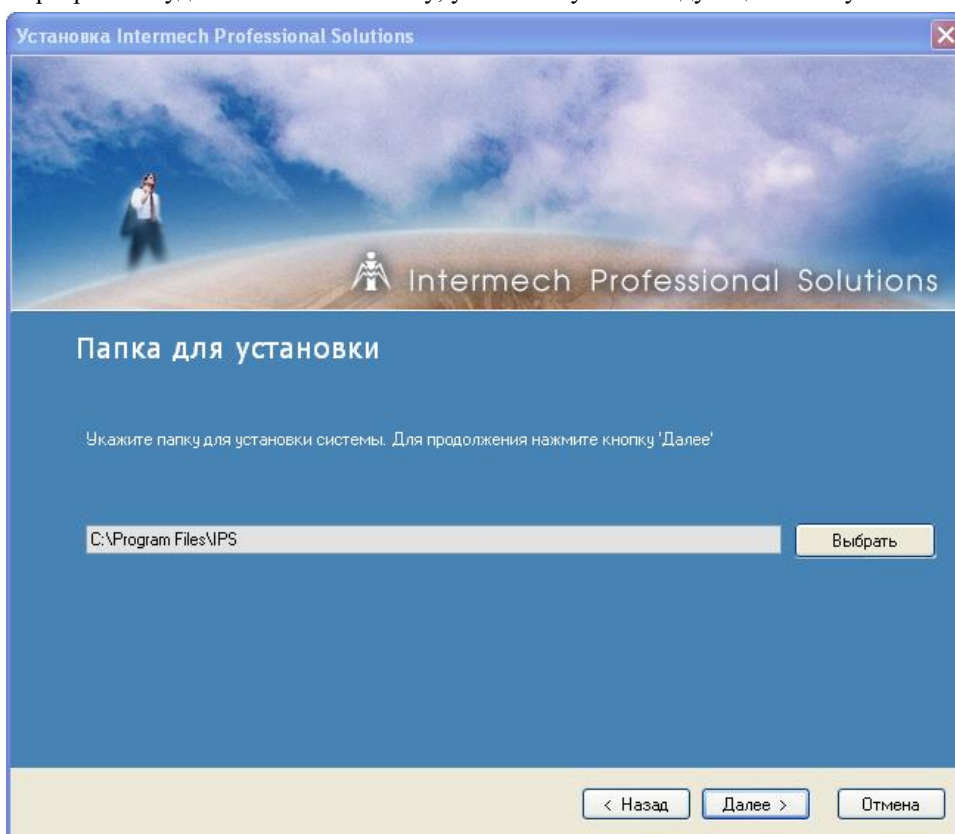 Установка Intermech Professional Solutions
Intermech Professional Solutions
Папка для установки
Укажите папку для установки системы. Для продолжения нажмите кнопку 'Далее'
C:\Program Files\IPS
Выбрать
< Назад
Далее >
Отмена